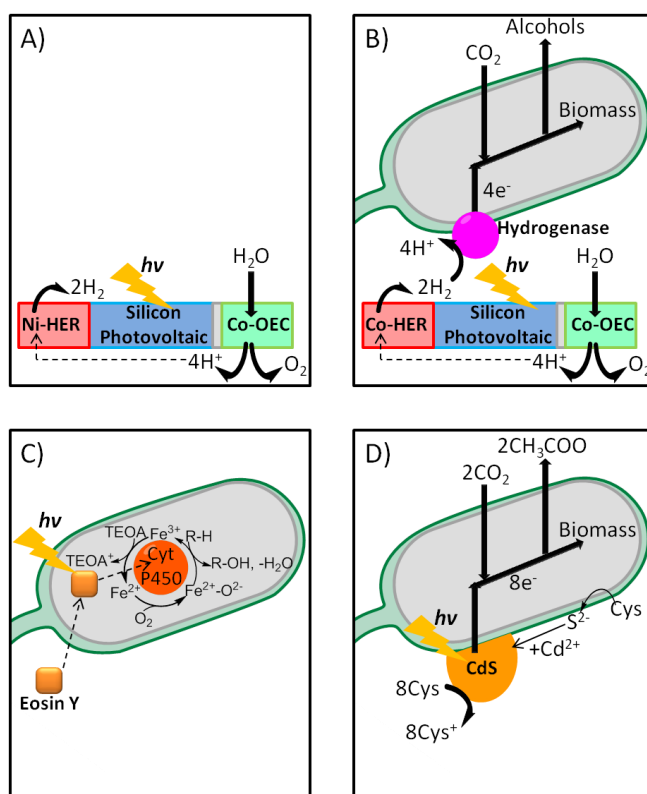 A)
hv
H₂O
2H₂
Ni-HER
Silicon
Photovoltaic
Co-OEC
4H⁺
O₂
B)
Alcohols
CO₂
Biomass
4e⁻
Hydrogenase
4H⁺
hv
H₂O
2H₂
Co-HER
Silicon
Photovoltaic
Co-OEC
4H⁺
O₂
C)
hv
TEOA
Fe³⁺
R-H
TEOA⁺
Cyt
P450
R-OH, -H₂O
Fe²⁺
Fe²⁺-O²⁻
O₂
Eosin Y
D)
2CH₃COO
2CO₂
Biomass
8e⁻
hv
S²⁻
Cys
+Cd²⁺
CdS
8Cys
8Cys⁺